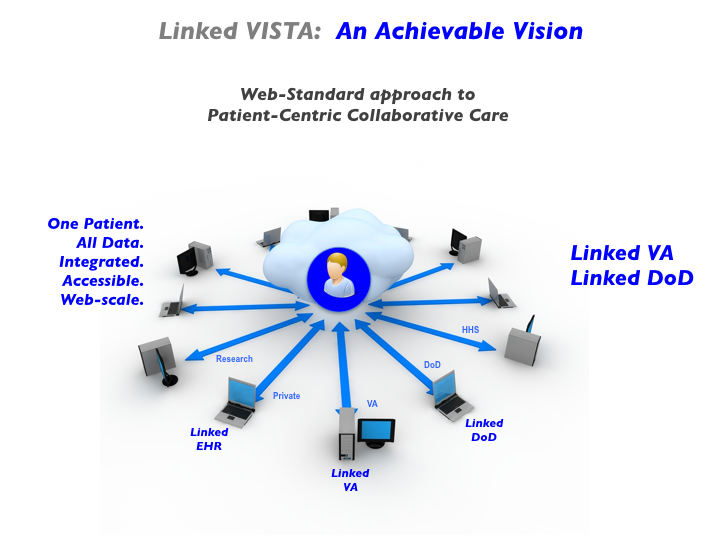 Linked VISTA: An Achievable Vision
Web-Standard approach to
Patient-Centric Collaborative Care
One Patient.
All Data.
Integrated.
Accessible.
Web-scale.
Linked VA
Linked DoD
HHS
Research
DoD
Private
VA
Linked
EHR
Linked
DoD
Linked
VA